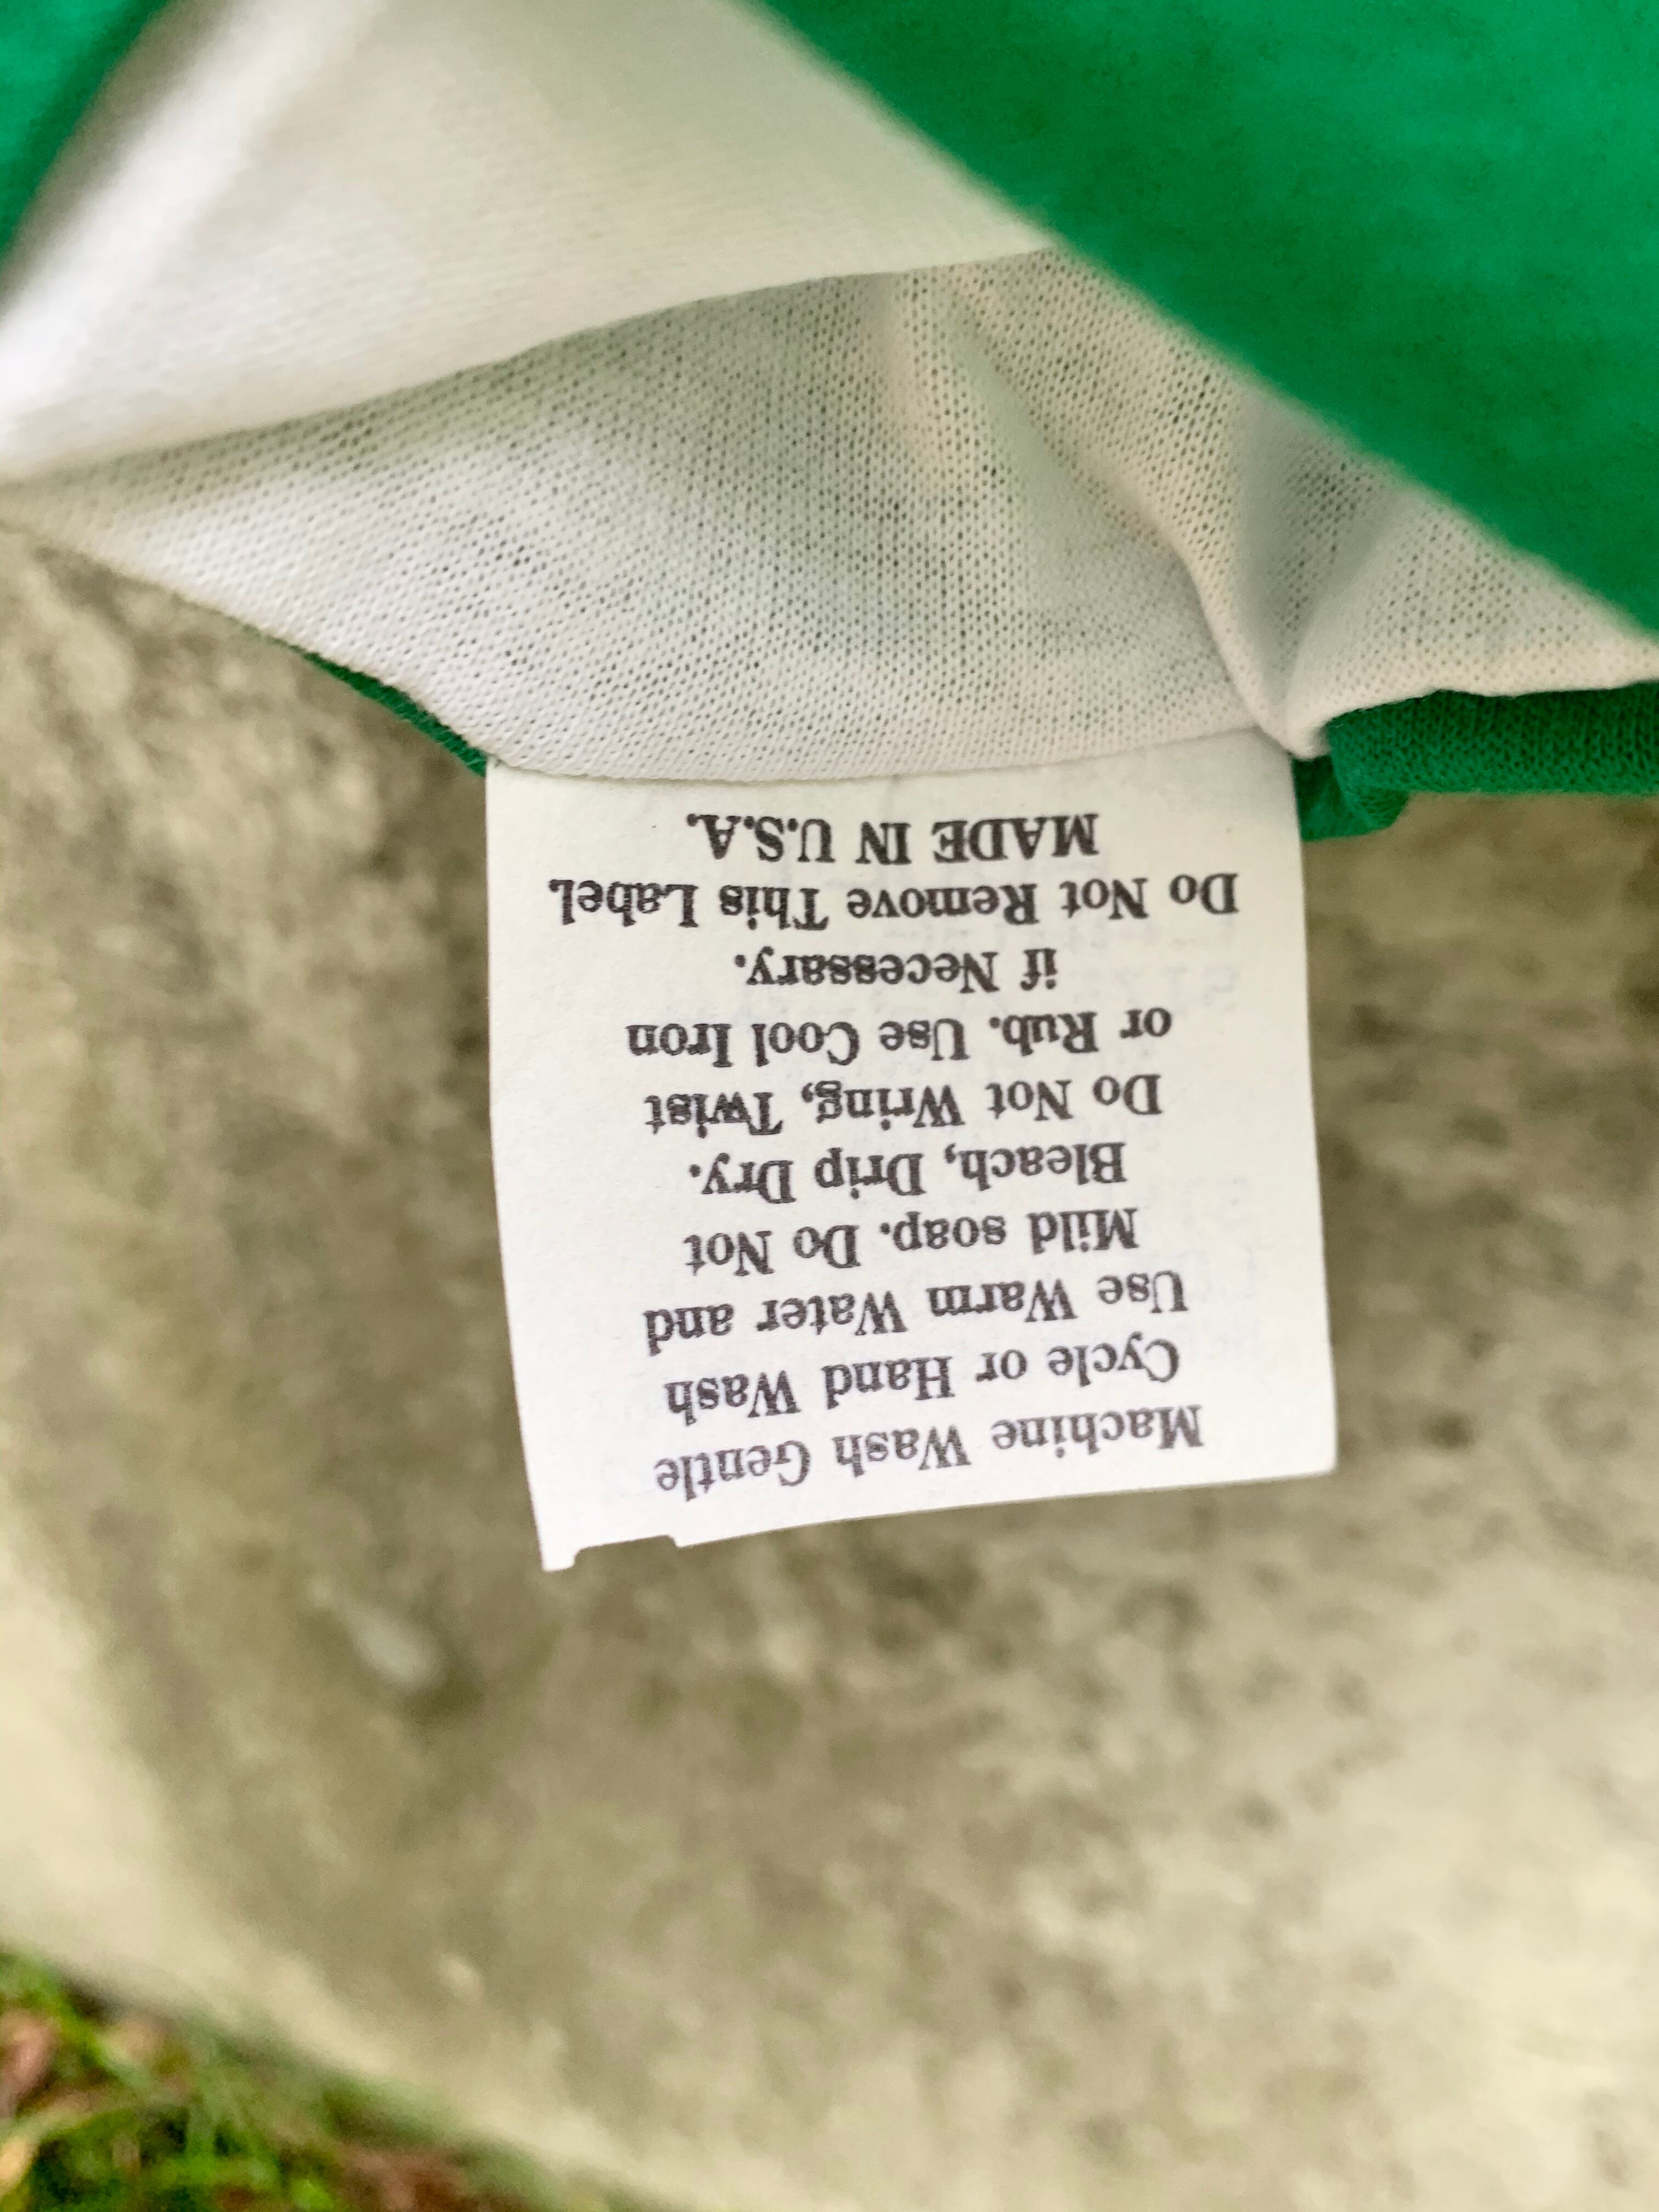 Machine Wash Gentle
Cycle or Hand Wash
Use Warm Water and
Mild soap. Do Not
Bleach, Drip Dry.
Do Not Wring, Twist
or Rub. Use Cool Iron
if Necessary.
Do Not Remove This Label.
MADE IN U.S.A.